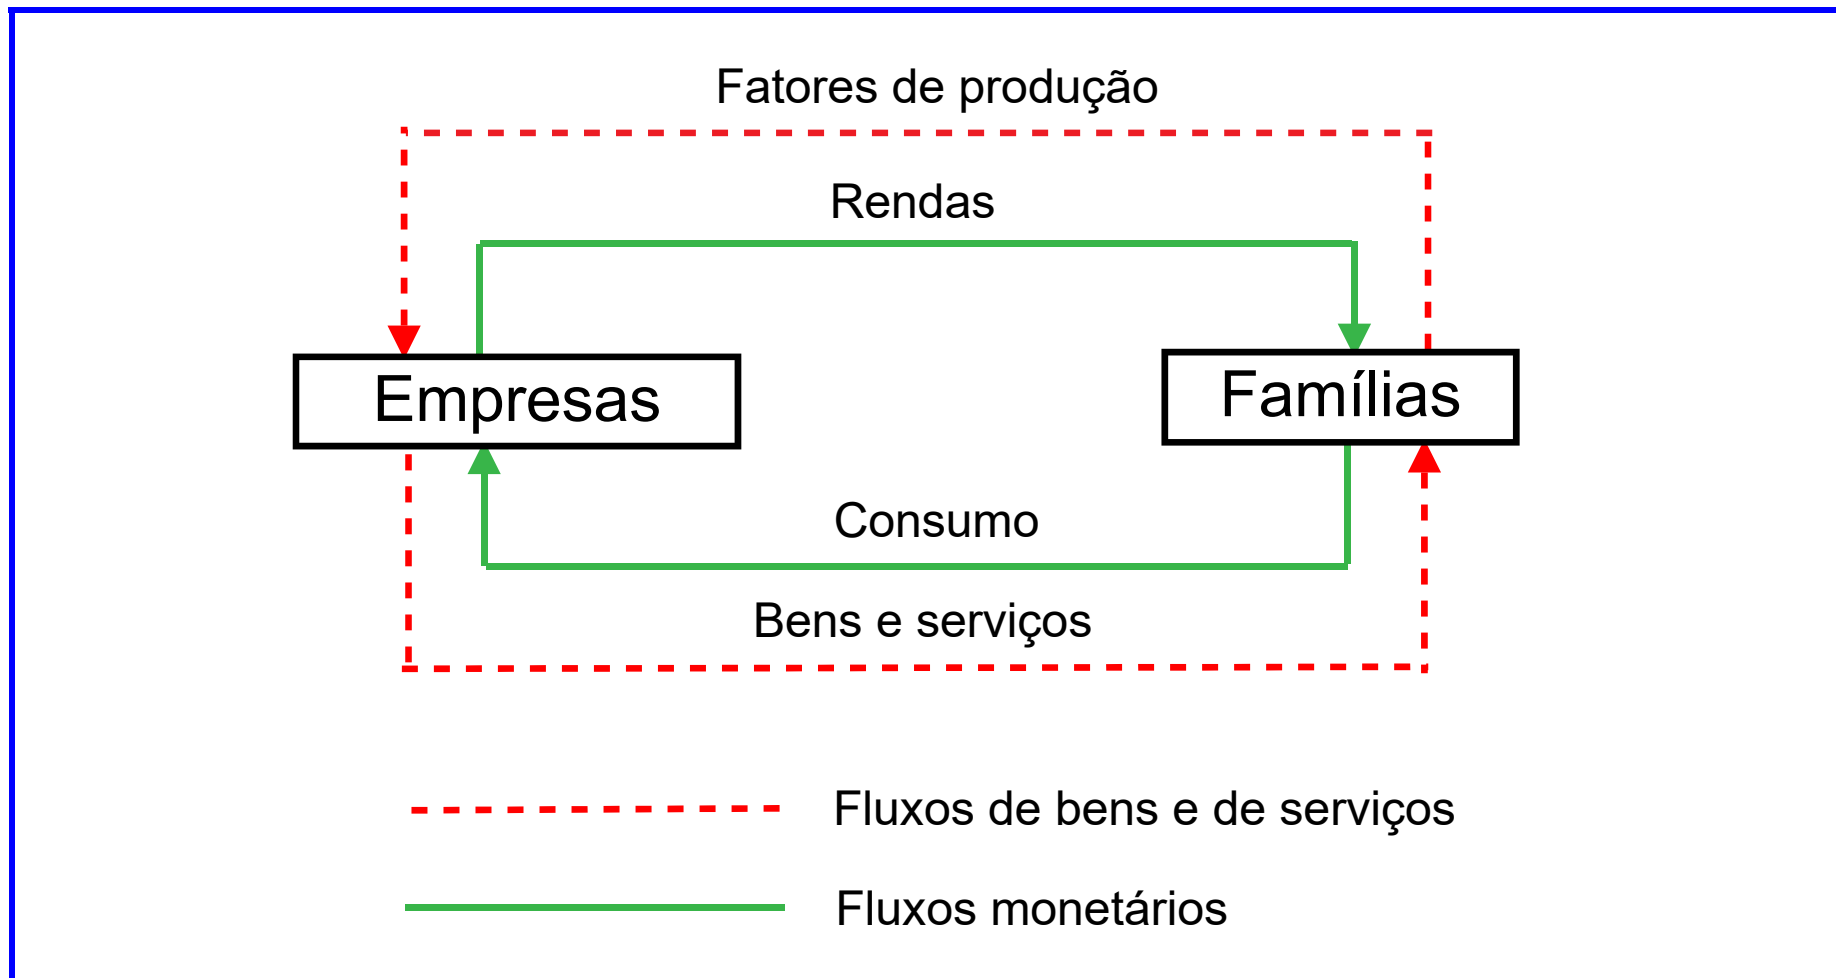 Fatores de produção
Rendas
Empresas
Famílias
Consumo
Bens e serviços
Fluxos de bens e de serviços
Fluxos monetários